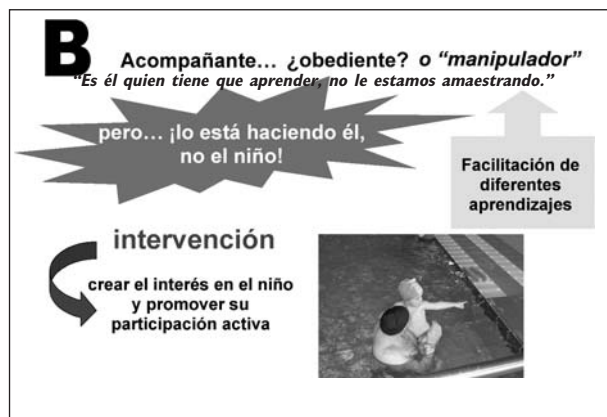 B Acompañante… ¿obediente? o “manipulador”
“Es él quien tiene que aprender, no le estamos amaestrando.”
pero… ¡lo está haciendo él,
no el niño!
Facilitación de
diferentes
aprendizajes
intervención
crear el interés en el niño
y promover su
participación activa